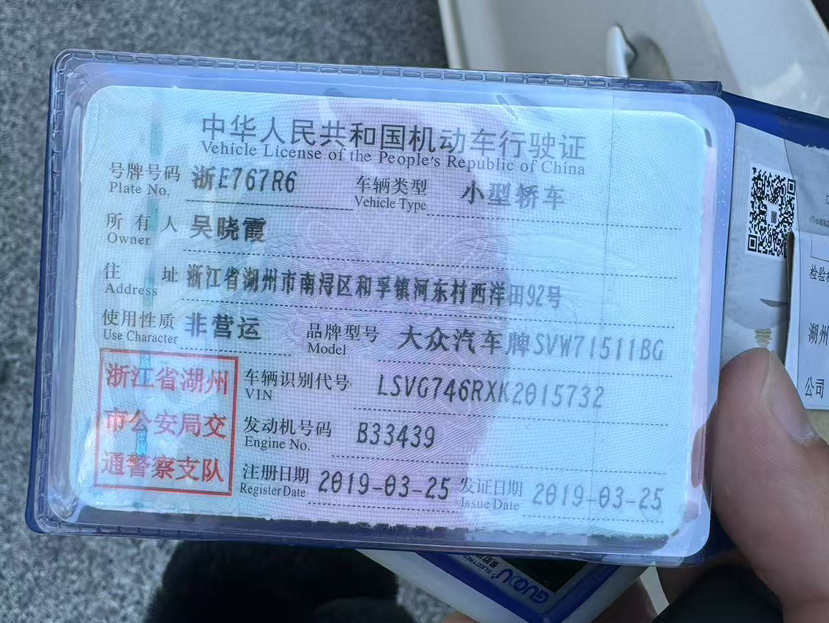 中华人民共和国机动车行驶证
Vehicle License of the People's Republic of China
号牌号码 浙E767R6 车辆类型 小型轿车
Plate No. Vehicle Type
所有人 吴晓霞
Owner
住址 浙江省湖州市南浔区和孚镇河东村西洋田92号
Address
使用性质 非营运 品牌型号 大众汽车牌SVW71511BG
Use Character Model
浙江省湖州
市公安局交
通警察支队
车辆识别代号 LSVG746RXK2015732
VIN
发动机号码 B33439
Engine No.
注册日期 2019-03-25 发证日期 2019-03-25
Register Date Issue Date
检验
湖州
公司
GUOU